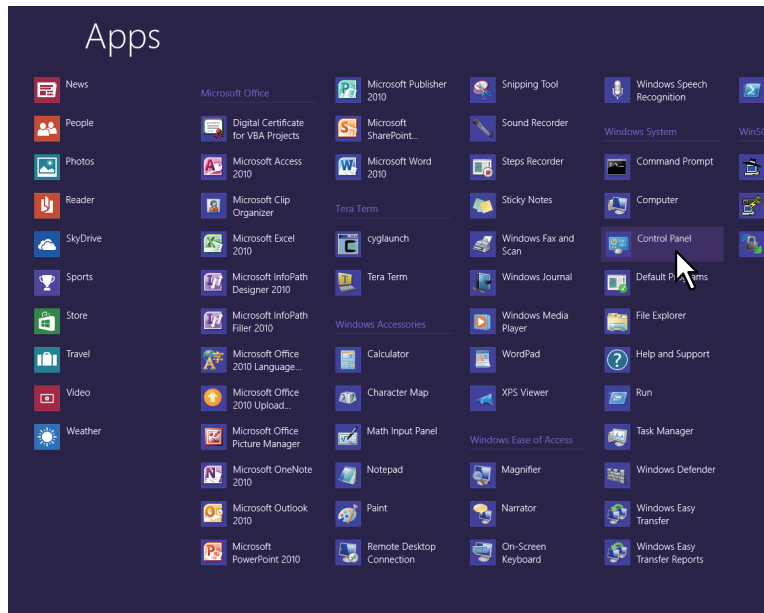 Apps
News
People
Photos
Reader
SkyDrive
Sports
Store
Travel
Video
Weather
Microsoft Office
Digital Certificate
for VBA Projects
Microsoft Access
2010
Microsoft Clip
Organizer
Microsoft Excel
2010
Microsoft InfoPath
Designer 2010
Microsoft InfoPath
Filler 2010
Microsoft Office
2010 Language...
Microsoft Office
2010 Upload...
Microsoft Office
Picture Manager
Microsoft OneNote
2010
Microsoft Outlook
2010
Microsoft
PowerPoint 2010
Microsoft Publisher
2010
Microsoft
SharePoint...
Microsoft Word
2010
Tera Term
cyglaunch
Tera Term
Windows Accessories
Calculator
Character Map
Math Input Panel
Notepad
Paint
Remote Desktop
Connection
Snipping Tool
Sound Recorder
Steps Recorder
Sticky Notes
Windows Fax and
Scan
Windows Journal
Windows Media
Player
WordPad
XPS Viewer
Windows Ease of Access
Magnifier
Narrator
On-Screen
Keyboard
Windows Speech
Recognition
Windows System
Command Prompt
Computer
Control Panel
Default
File Explorer
Help and Support
Run
Task Manager
Windows Defender
Windows Easy
Transfer
Windows Easy
Transfer Reports